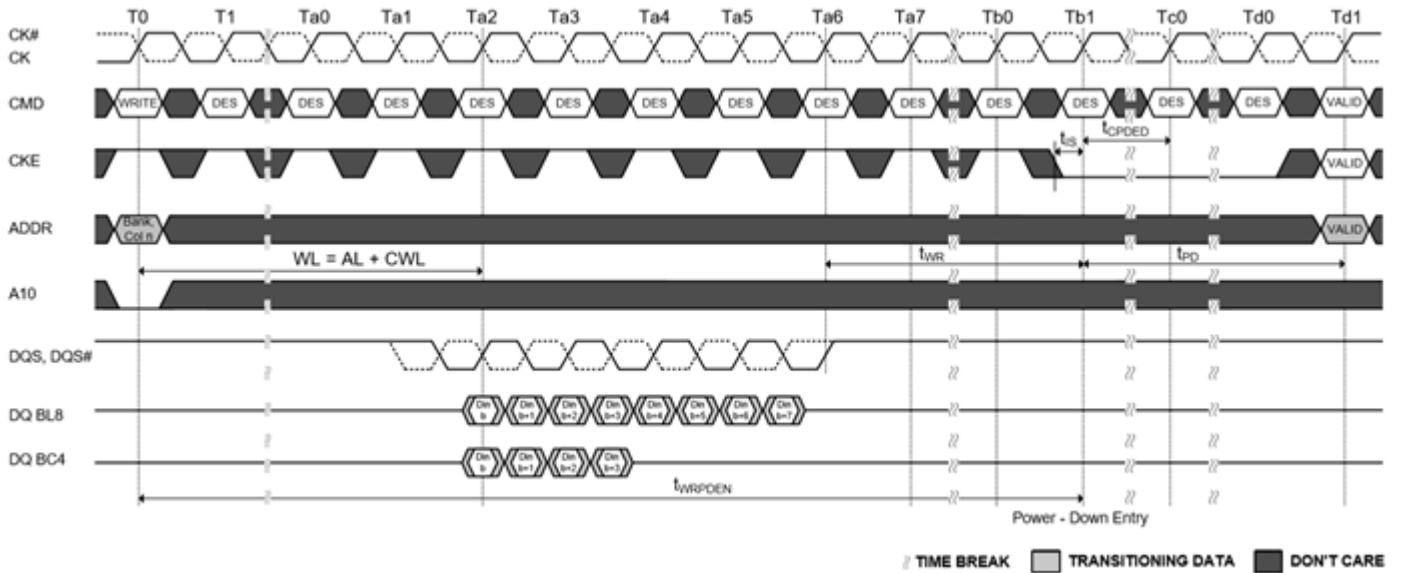 T0 T1 Ta0 Ta1 Ta2 Ta3 Ta4 Ta5 Ta6 Ta7 Tb0 Tb1 Tc0 Td0 Td1
CK#
CK
CMD WRITE DES DES DES DES DES DES DES DES DES DES DES DES DES VALID
tIS tCPDED
CKE VALID
ADDR Bank, Col n VALID
WL = AL + CWL tWR tPD
A10
DQS, DQS#
DQ BL8 Din b Din b+1 Din b+2 Din b+3 Din b+4 Din b+5 Din b+6 Din b+7
DQ BC4 Din b Din b+1 Din b+2 Din b+3
tWRPDEN
Power - Down Entry
TIME BREAK TRANSITIONING DATA DON'T CARE